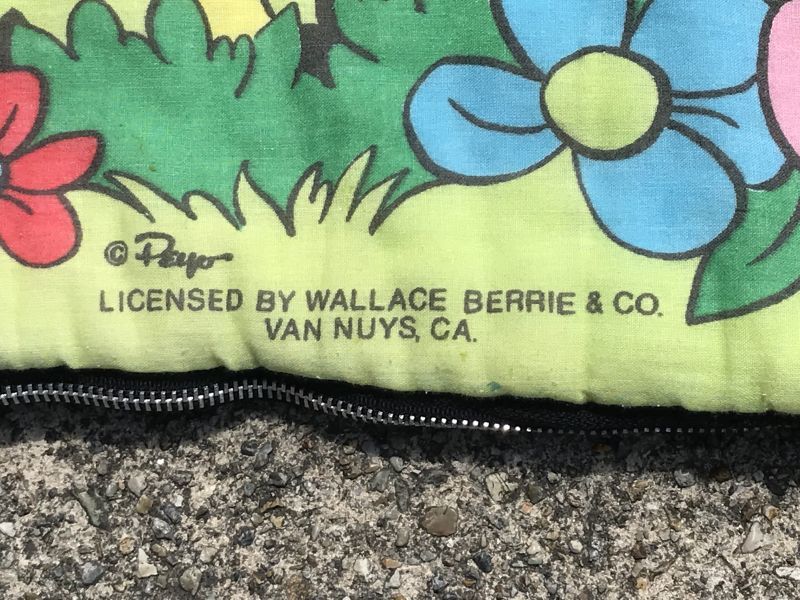 © Peyo
LICENSED BY WALLACE BERRIE & CO.
VAN NUYS, CA.